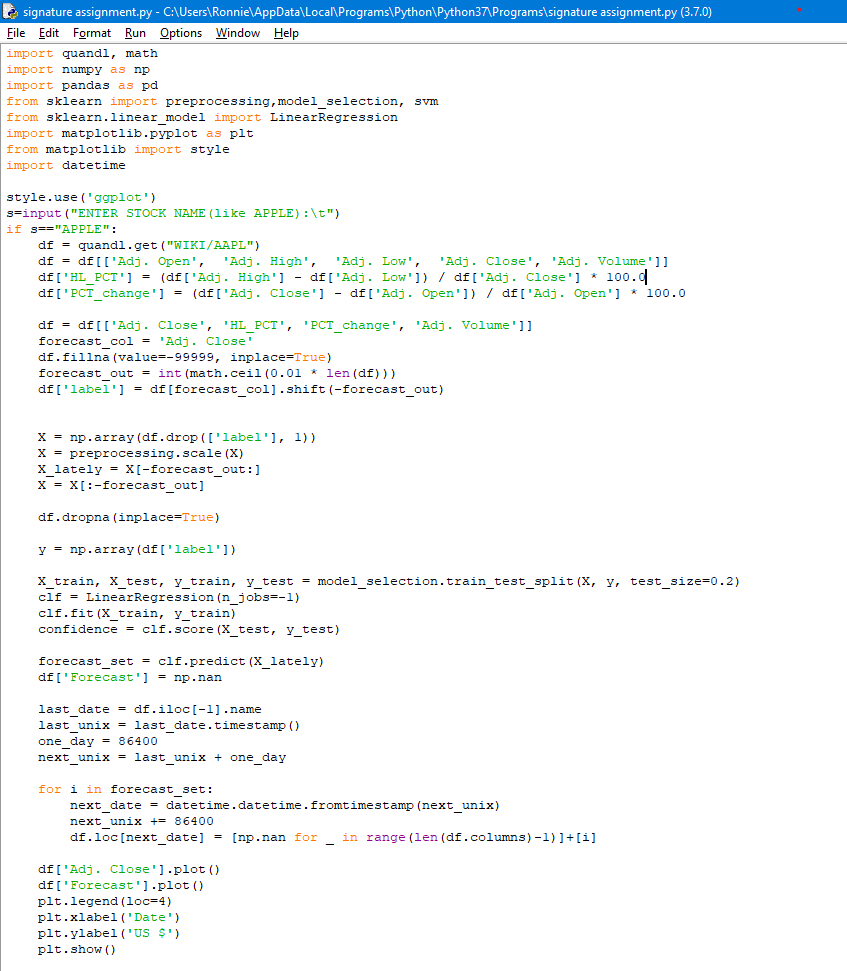 signature assignment.py - C:\Users\Ronnie\AppData\Local\Programs\Python\Python37\Programs\signature assignment.py (3.7.0)
File Edit Format Run Options Window Help
import quandl, math
import numpy as np
import pandas as pd
from sklearn import preprocessing,model_selection, svm
from sklearn.linear_model import LinearRegression
import matplotlib.pyplot as plt
from matplotlib import style
import datetime

style.use('ggplot')
s=input("ENTER STOCK NAME(like APPLE):\t")
if s=="APPLE":
    df = quandl.get("WIKI/AAPL")
    df = df[['Adj. Open',  'Adj. High',  'Adj. Low',  'Adj. Close', 'Adj. Volume']]
    df['HL_PCT'] = (df['Adj. High'] - df['Adj. Low']) / df['Adj. Close'] * 100.0
    df['PCT_change'] = (df['Adj. Close'] - df['Adj. Open']) / df['Adj. Open'] * 100.0

    df = df[['Adj. Close', 'HL_PCT', 'PCT_change', 'Adj. Volume']]
    forecast_col = 'Adj. Close'
    df.fillna(value=-99999, inplace=True)
    forecast_out = int(math.ceil(0.01 * len(df)))
    df['label'] = df[forecast_col].shift(-forecast_out)


    X = np.array(df.drop(['label'], 1))
    X = preprocessing.scale(X)
    X_lately = X[-forecast_out:]
    X = X[:-forecast_out]

    df.dropna(inplace=True)

    y = np.array(df['label'])

    X_train, X_test, y_train, y_test = model_selection.train_test_split(X, y, test_size=0.2)
    clf = LinearRegression(n_jobs=-1)
    clf.fit(X_train, y_train)
    confidence = clf.score(X_test, y_test)

    forecast_set = clf.predict(X_lately)
    df['Forecast'] = np.nan

    last_date = df.iloc[-1].name
    last_unix = last_date.timestamp()
    one_day = 86400
    next_unix = last_unix + one_day

    for i in forecast_set:
        next_date = datetime.datetime.fromtimestamp(next_unix)
        next_unix += 86400
        df.loc[next_date] = [np.nan for _ in range(len(df.columns)-1)]+[i]

    df['Adj. Close'].plot()
    df['Forecast'].plot()
    plt.legend(loc=4)
    plt.xlabel('Date')
    plt.ylabel('US $')
    plt.show()